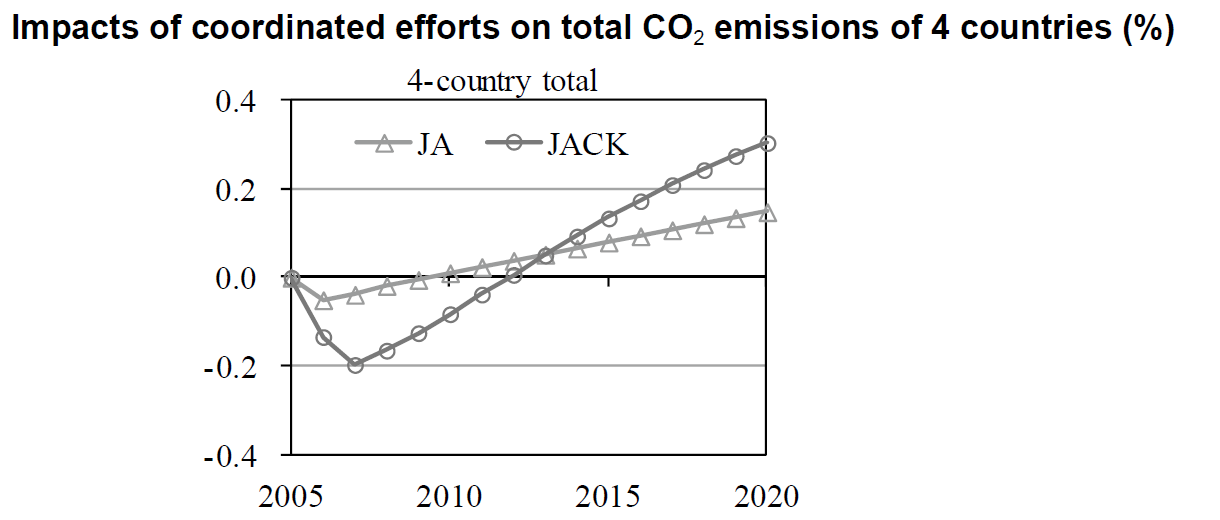 Impacts of coordinated efforts on total CO₂ emissions of 4 countries (%)
4-country total
0.4
JA JACK
0.2
0.0
-0.2
-0.4
2005 2010 2015 2020